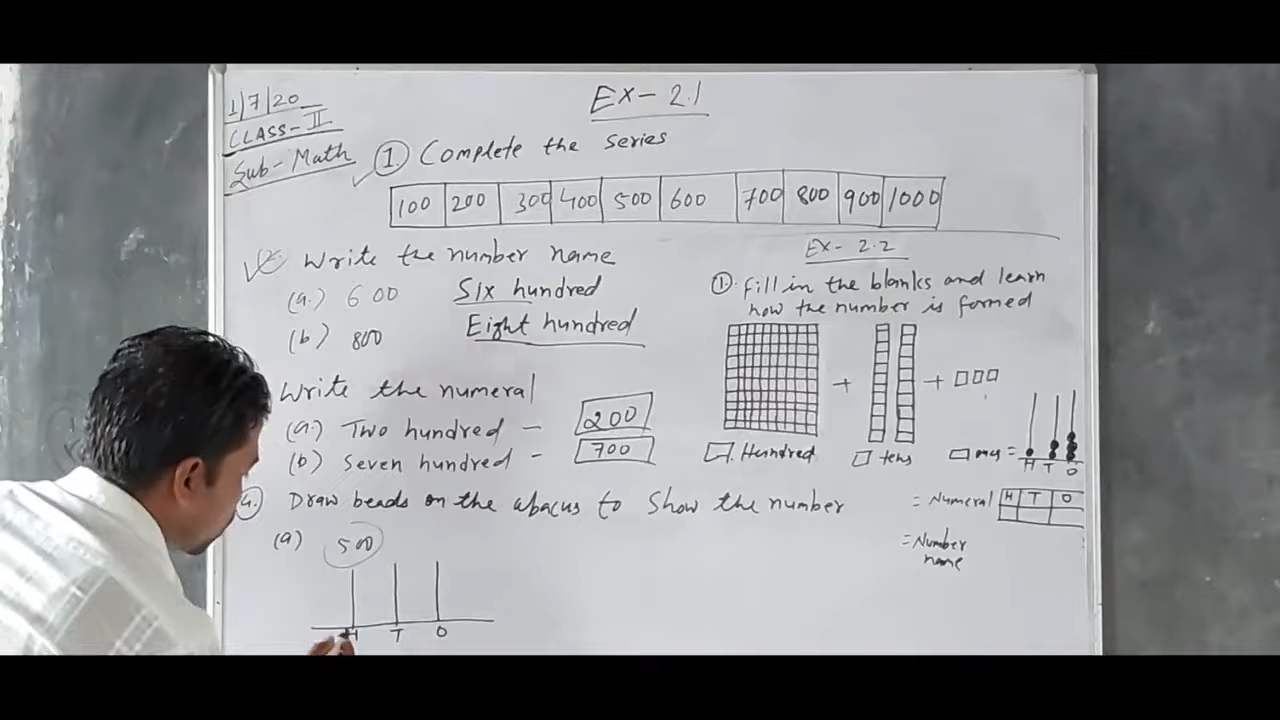 1/7/20
CLASS-II
Sub-Math
Ex-2.1
1. Complete the series
100 200 300 400 500 600 700 800 900 1000
Write the number name
(a.) 600 Six hundred
(b) 800 Eight hundred
Write the numeral
(a.) Two hundred - 200
(b) Seven hundred - 700
4. Draw beads on the abacus to show the number
(a) 500
H T O
Ex-2.2
1. Fill in the blanks and learn
how the number is formed
+ +
Hundred tens ones =
H T O
= Numeral H T O
= Number
name